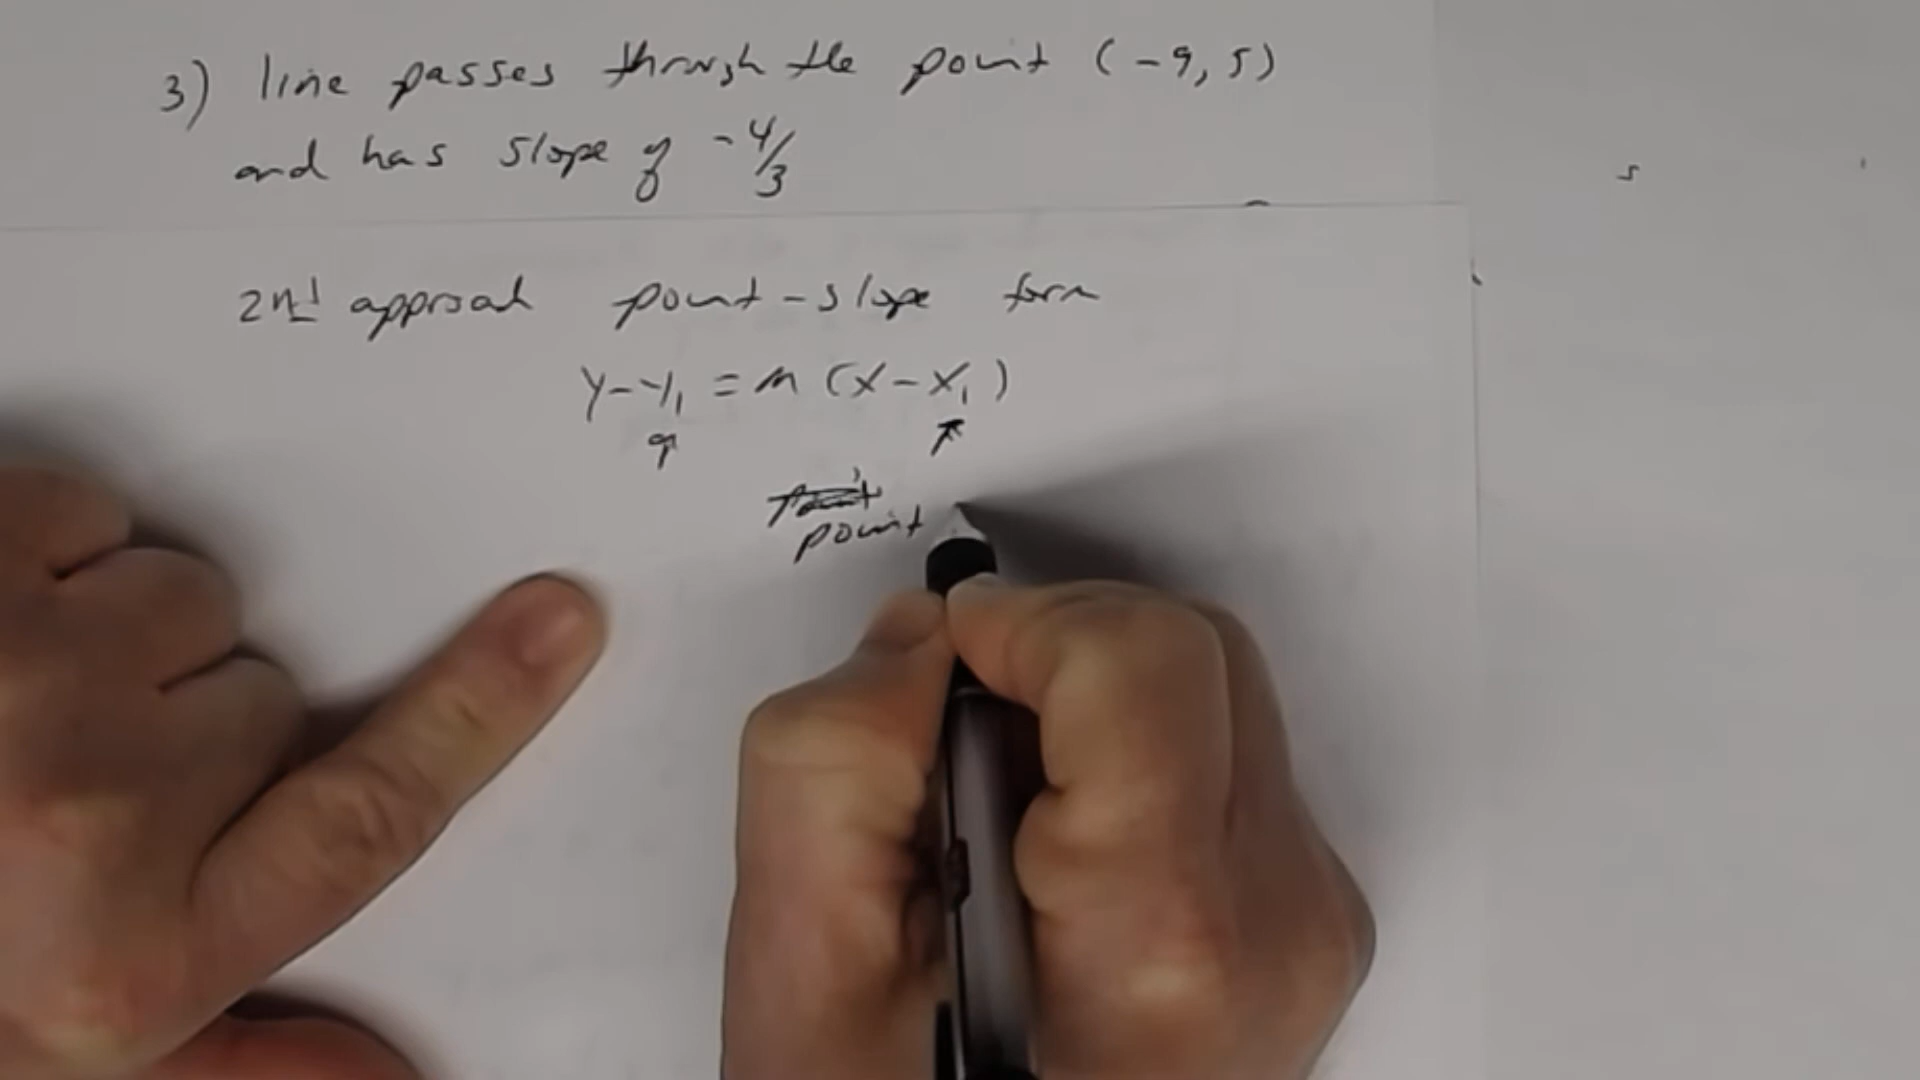 3) line passes through the point (-9, 5)
and has slope of -4/3
2nd approach point-slope form
y-y₁ = m (x-x₁)
point